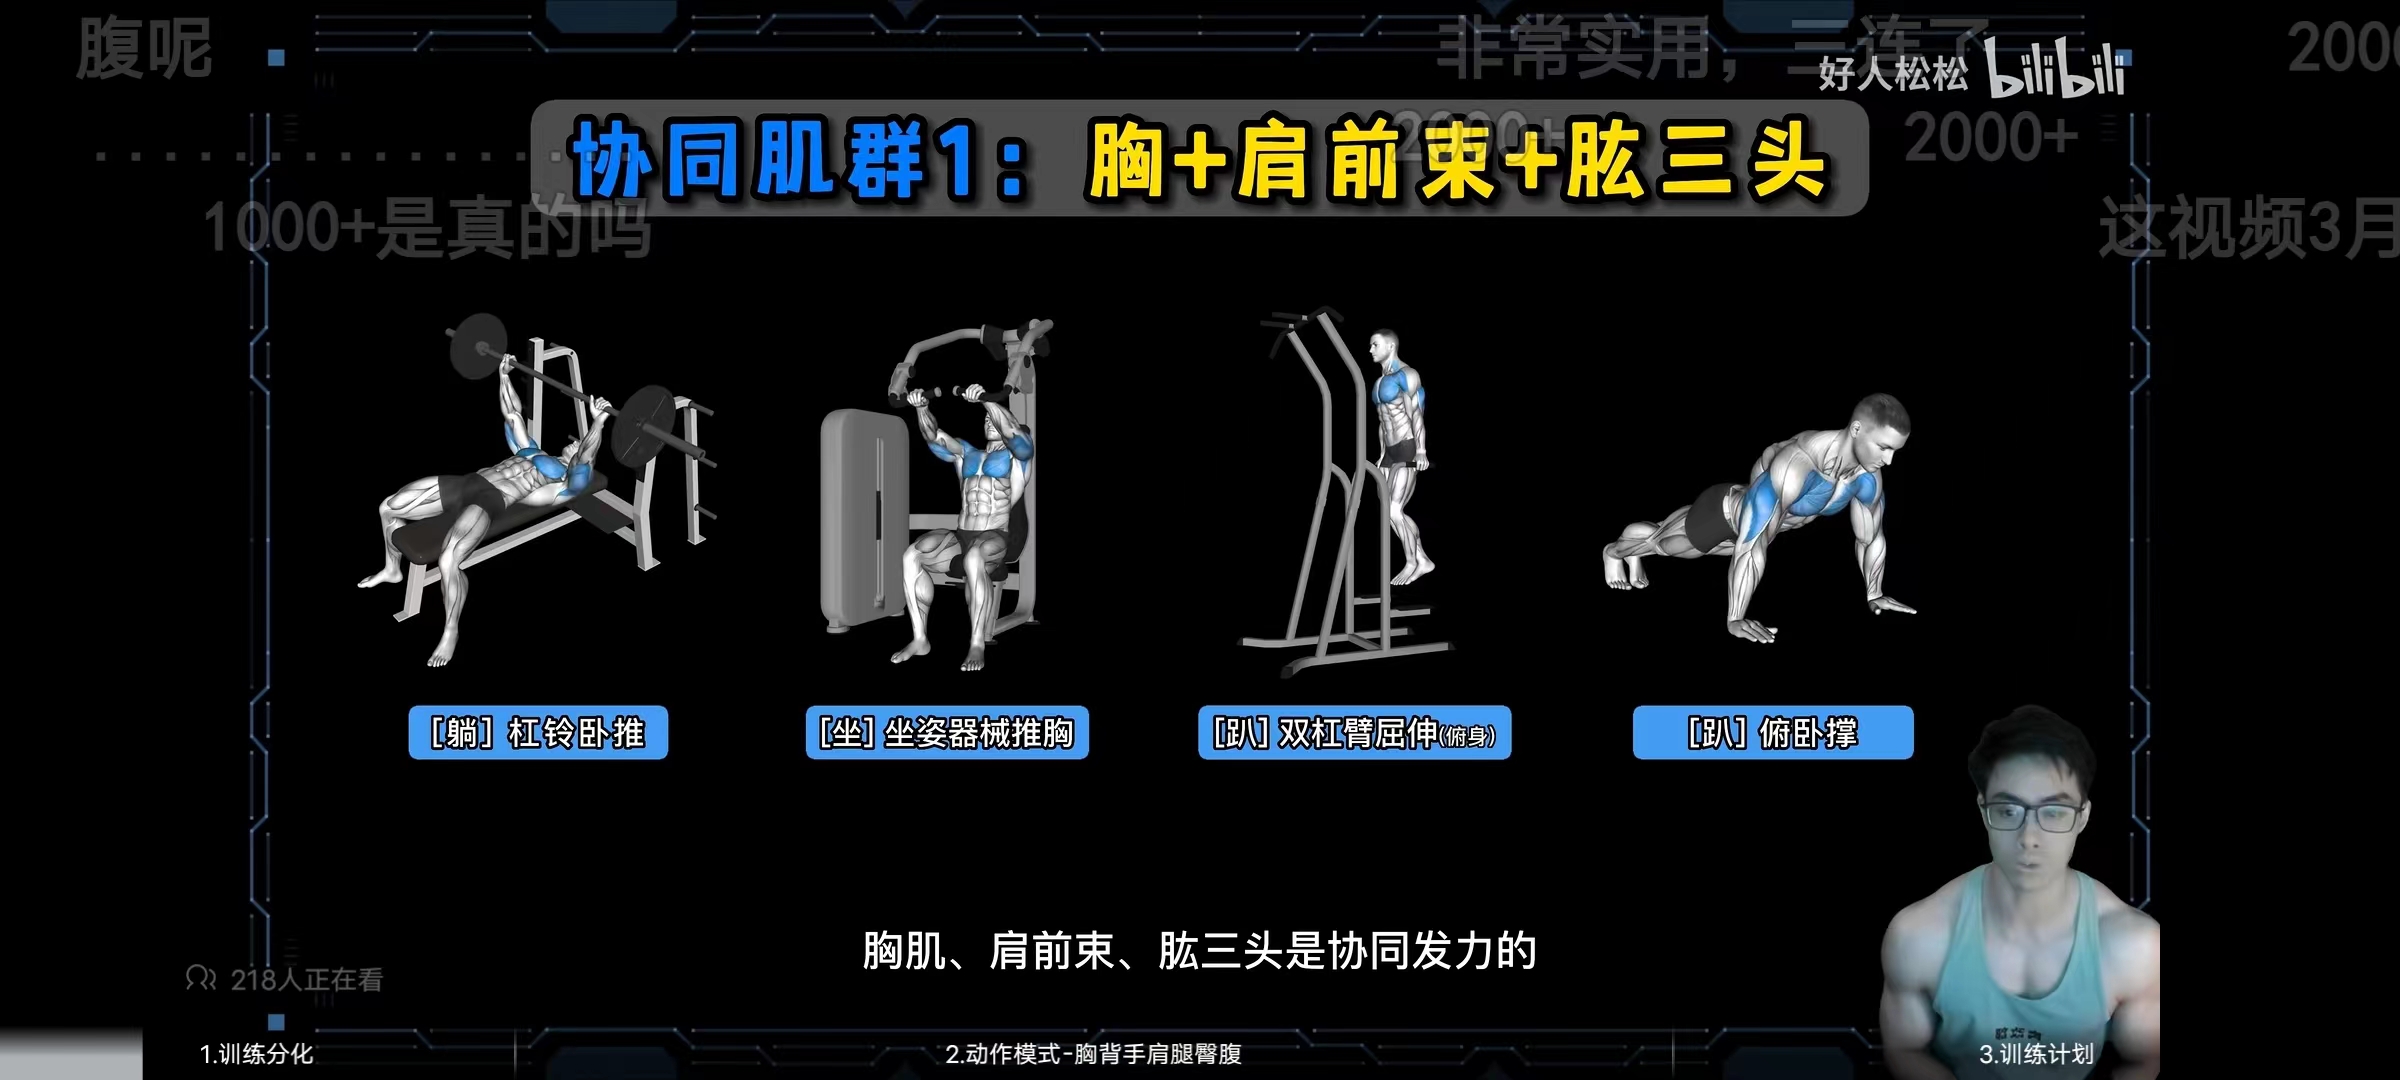 腹呢
非常实用，三连了
200
好人松松 bilibili
协同肌群1：胸+肩前束+肱三头
2000+
2000+
1000+是真的吗
这视频3月
[躺] 杠铃卧推
[坐] 坐姿器械推胸
[趴] 双杠臂屈伸(俯身)
[趴] 俯卧撑
胸肌、肩前束、肱三头是协同发力的
218人正在看
1.训练分化
2.动作模式-胸背手肩腿臀腹
3.训练计划